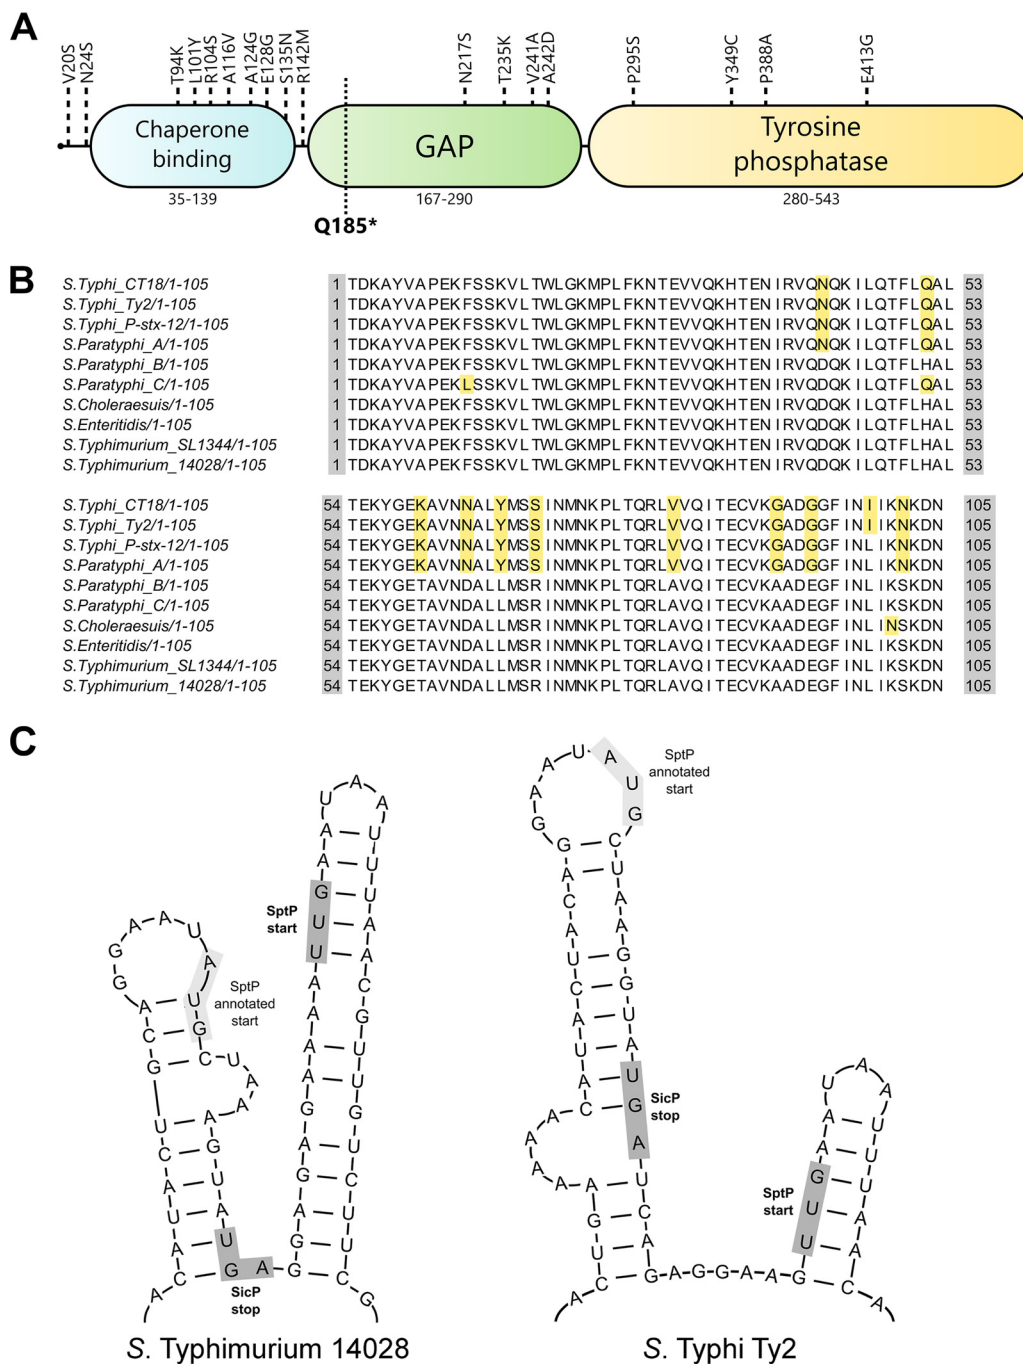 A
V20S
N24S
T94K
L101Y
R104S
A116V
A124G
E128G
S135N
R142M
N217S
T235K
V241A
A242D
P295S
Y349C
P388A
E413G
Chaperone
binding
GAP
Tyrosine
phosphatase
35-139
167-290
280-543
Q185*
B
S.Typhi_CT18/1-105 1 TDKAYVAPEKFSSKVLTWLGKMPLFKNTEVVQKHTENIRVQNQKILQTFLQAL 53
S.Typhi_Ty2/1-105 1 TDKAYVAPEKFSSKVLTWLGKMPLFKNTEVVQKHTENIRVQNQKILQTFLQAL 53
S.Typhi_P-stx-12/1-105 1 TDKAYVAPEKFSSKVLTWLGKMPLFKNTEVVQKHTENIRVQNQKILQTFLQAL 53
S.Paratyphi_A/1-105 1 TDKAYVAPEKFSSKVLTWLGKMPLFKNTEVVQKHTENIRVQNQKILQTFLQAL 53
S.Paratyphi_B/1-105 1 TDKAYVAPEKFSSKVLTWLGKMPLFKNTEVVQKHTENIRVQDQKILQTFLHAL 53
S.Paratyphi_C/1-105 1 TDKAYVAPEKLSSKVLTWLGKMPLFKNTEVVQKHTENIRVQDQKILQTFLQAL 53
S.Choleraesuis/1-105 1 TDKAYVAPEKFSSKVLTWLGKMPLFKNTEVVQKHTENIRVQDQKILQTFLHAL 53
S.Enteritidis/1-105 1 TDKAYVAPEKFSSKVLTWLGKMPLFKNTEVVQKHTENIRVQDQKILQTFLHAL 53
S.Typhimurium_SL1344/1-105 1 TDKAYVAPEKFSSKVLTWLGKMPLFKNTEVVQKHTENIRVQDQKILQTFLHAL 53
S.Typhimurium_14028/1-105 1 TDKAYVAPEKFSSKVLTWLGKMPLFKNTEVVQKHTENIRVQDQKILQTFLHAL 53
S.Typhi_CT18/1-105 54 TEKYGEKAVNNALYMSSINMNKPLTQRLVVQITECVKGADGGFINIIKNKDN 105
S.Typhi_Ty2/1-105 54 TEKYGEKAVNNALYMSSINMNKPLTQRLVVQITECVKGADGGFINIIKNKDN 105
S.Typhi_P-stx-12/1-105 54 TEKYGEKAVNNALYMSSINMNKPLTQRLVVQITECVKGADGGFINLIKNKDN 105
S.Paratyphi_A/1-105 54 TEKYGEKAVNNALYMSSINMNKPLTQRLVVQITECVKGADGGFINLIKNKDN 105
S.Paratyphi_B/1-105 54 TEKYGETAVNDALLMSRINMNKPLTQRLAVQITECVKAADEGFINLIKSKDN 105
S.Paratyphi_C/1-105 54 TEKYGETAVNDALLMSRINMNKPLTQRLAVQITECVKAADEGFINLIKSKDN 105
S.Choleraesuis/1-105 54 TEKYGETAVNDALLMSRINMNKPLTQRLAVQITECVKAADEGFINLINSKDN 105
S.Enteritidis/1-105 54 TEKYGETAVNDALLMSRINMNKPLTQRLAVQITECVKAADEGFINLIKSKDN 105
S.Typhimurium_SL1344/1-105 54 TEKYGETAVNDALLMSRINMNKPLTQRLAVQITECVKAADEGFINLIKSKDN 105
S.Typhimurium_14028/1-105 54 TEKYGETAVNDALLMSRINMNKPLTQRLAVQITECVKAADEGFINLIKSKDN 105
C
A C A U A C U G C A G G A A U A U G C U A A A G U A U G A G G A G A G A A A A U U G A A U A A U U U A A C G U U G U C U U C G
SptP
annotated
start
SptP
start
SicP
stop
S. Typhimurium 14028
A C U G A A A A C A U A C U A C A G G A A U A U G C U A A G G U A U G A U C A G A G G A A G U U G A A U A A U U U A A C A
SptP
annotated
start
SicP
stop
SptP
start
S. Typhi Ty2